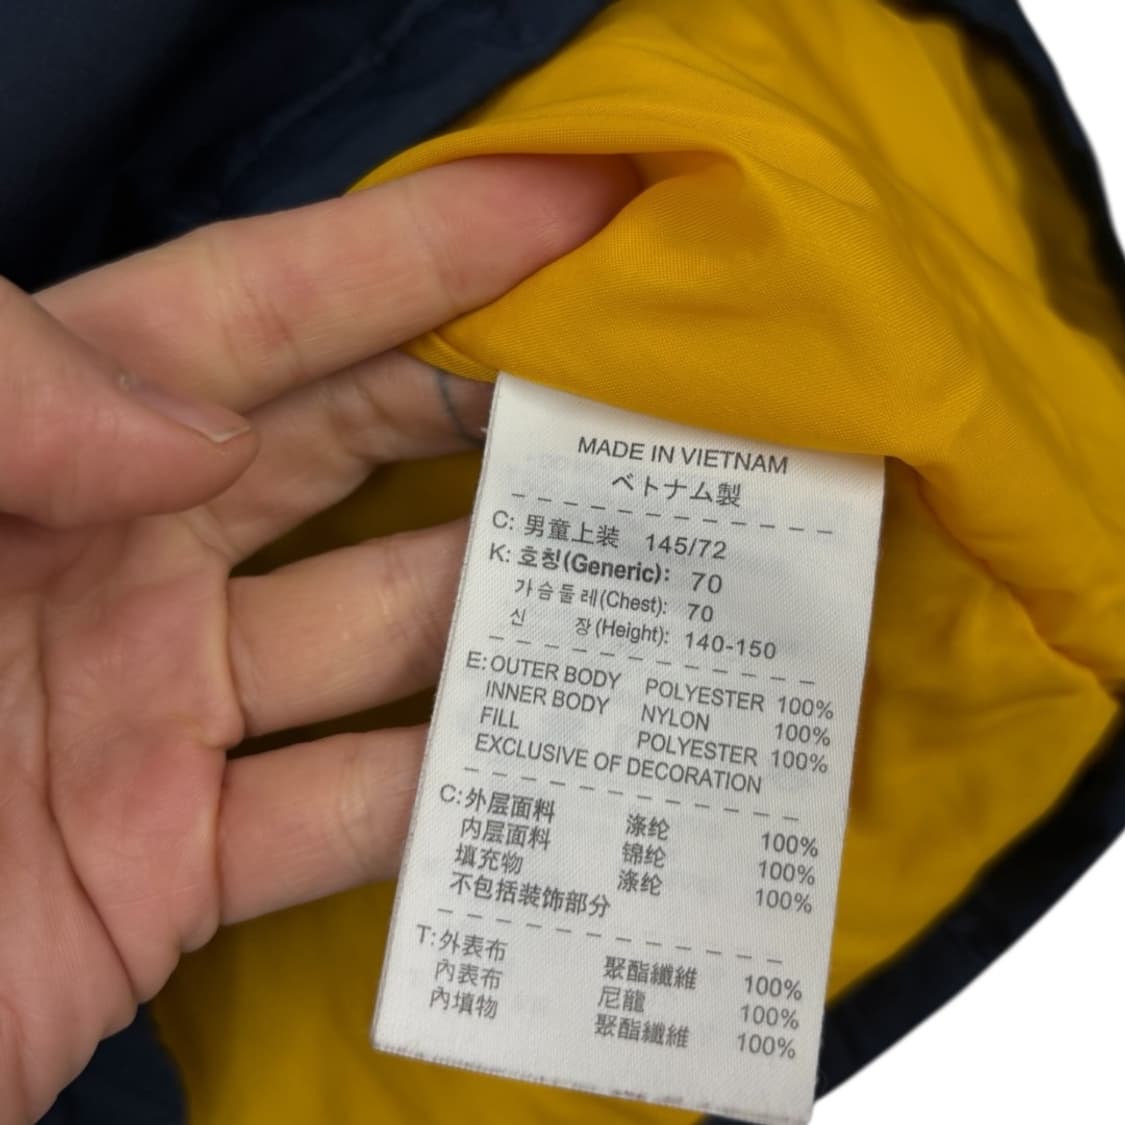 MADE IN VIETNAM
ベトナム製
C: 男童上装 145/72
K: 호칭(Generic): 70
가슴둘레(Chest): 70
신 장(Height): 140-150
E: OUTER BODY POLYESTER 100%
INNER BODY NYLON 100%
FILL POLYESTER 100%
EXCLUSIVE OF DECORATION
C:外层面料 涤纶 100%
内层面料 锦纶 100%
填充物 涤纶 100%
不包括装饰部分
T:外表布 聚酯纖維 100%
內表布 尼龍 100%
內填物 聚酯纖維 100%